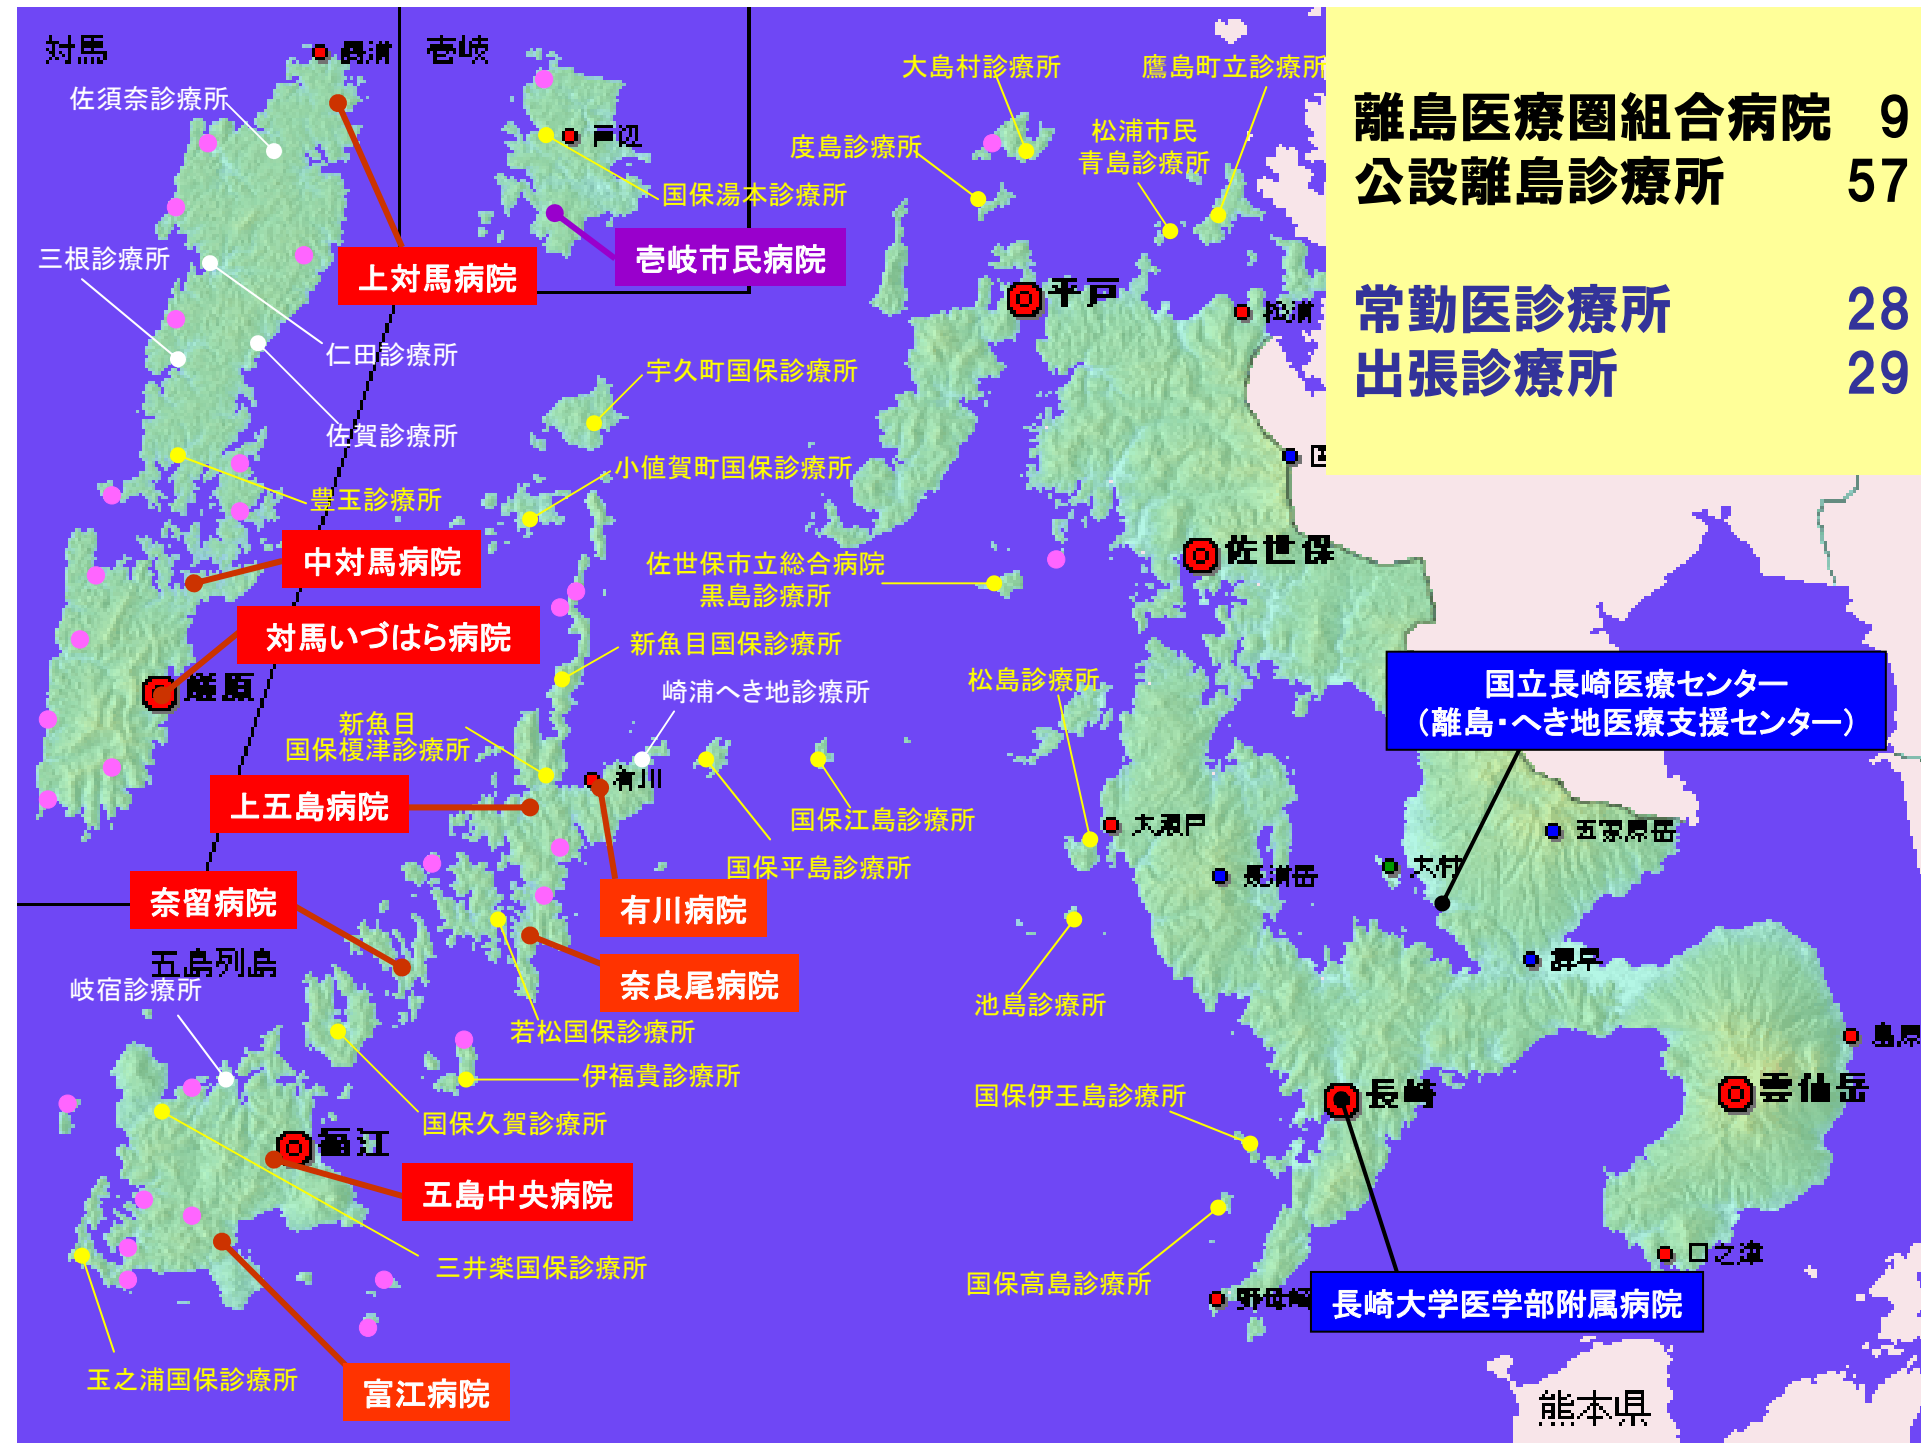 対馬
壱岐
佐須奈診療所
大島村診療所
鷹島町立診療所
離島医療圏組合病院 9
公設離島診療所 57
常勤医診療所 28
出張診療所 29
度島診療所
松浦市民
青島診療所
国保湯本診療所
三根診療所
上対馬病院
壱岐市民病院
平戸
松浦
仁田診療所
宇久町国保診療所
佐賀診療所
小値賀町国保診療所
豊玉診療所
中対馬病院
佐世保市立総合病院
黒島診療所
佐世保
対馬いづはら病院
新魚目国保診療所
厳原
崎浦へき地診療所
松島診療所
国立長崎医療センター
（離島・へき地医療支援センター）
新魚目
国保榎津診療所
上五島病院
有川
国保江島診療所
大瀬戸
五家原岳
国保平島診療所
長浦岳
大村
奈留病院
有川病院
五島列島
岐宿診療所
奈良尾病院
池島診療所
諫早
若松国保診療所
島原
伊福貴診療所
国保伊王島診療所
長崎
雲仙岳
国保久賀診療所
福江
五島中央病院
三井楽国保診療所
国保高島診療所
口之津
野母崎
長崎大学医学部附属病院
玉之浦国保診療所
富江病院
熊本県